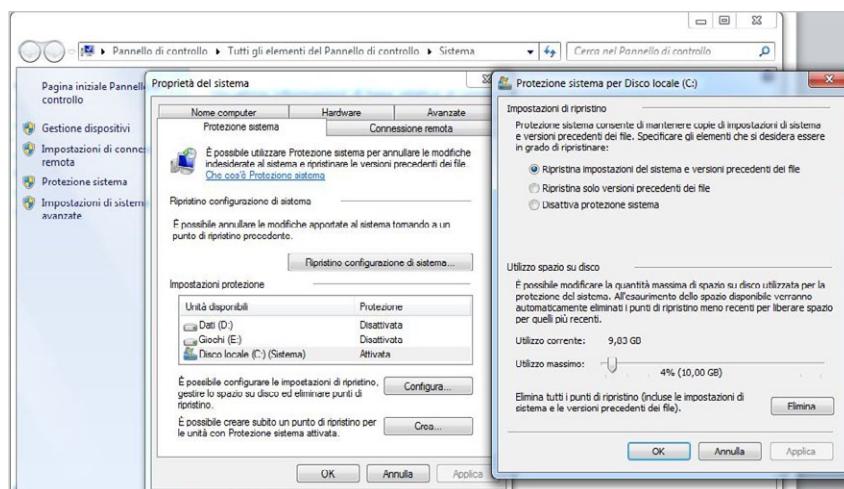 Pannello di controllo ▸ Tutti gli elementi del Pannello di controllo ▸ Sistema
Cerca nel Pannello di controllo
Pagina iniziale Pannell
controllo
Gestione dispositivi
Impostazioni di conne
remota
Protezione sistema
Impostazioni di sistem
avanzate
Proprietà del sistema
Nome computer Hardware Avanzate
Protezione sistema Connessione remota
È possibile utilizzare Protezione sistema per annullare le modifiche
indesiderate al sistema e ripristinare le versioni precedenti dei file.
Che cos'è Protezione sistema
Ripristino configurazione di sistema
È possibile annullare le modifiche apportate al sistema tornando a un
punto di ripristino precedente.
Ripristino configurazione di sistema...
Impostazioni protezione
Unità disponibili Protezione
Dati (D:) Disattivata
Giochi (E:) Disattivata
Disco locale (C:) (Sistema) Attivata
È possibile configurare le impostazioni di ripristino,
gestire lo spazio su disco ed eliminare punti di
ripristino.
Configura...
È possibile creare subito un punto di ripristino per
le unità con Protezione sistema attivata.
Crea...
OK Annulla Applica
Protezione sistema per Disco locale (C:)
Impostazioni di ripristino
Protezione sistema consente di mantenere copie di impostazioni di sistema
e versioni precedenti dei file. Specificare gli elementi che si desidera essere
in grado di ripristinare:
Ripristina impostazioni del sistema e versioni precedenti dei file
Ripristina solo versioni precedenti dei file
Disattiva protezione sistema
Utilizzo spazio su disco
È possibile modificare la quantità massima di spazio su disco utilizzata per la
protezione del sistema. All'esaurimento dello spazio disponibile verranno
automaticamente eliminati i punti di ripristino meno recenti per liberare spazio
per quelli più recenti.
Utilizzo corrente: 9,83 GB
Utilizzo massimo:
4% (10,00 GB)
Elimina tutti i punti di ripristino (incluse le impostazioni di
sistema e le versioni precedenti dei file).
Elimina
OK Annulla Applica